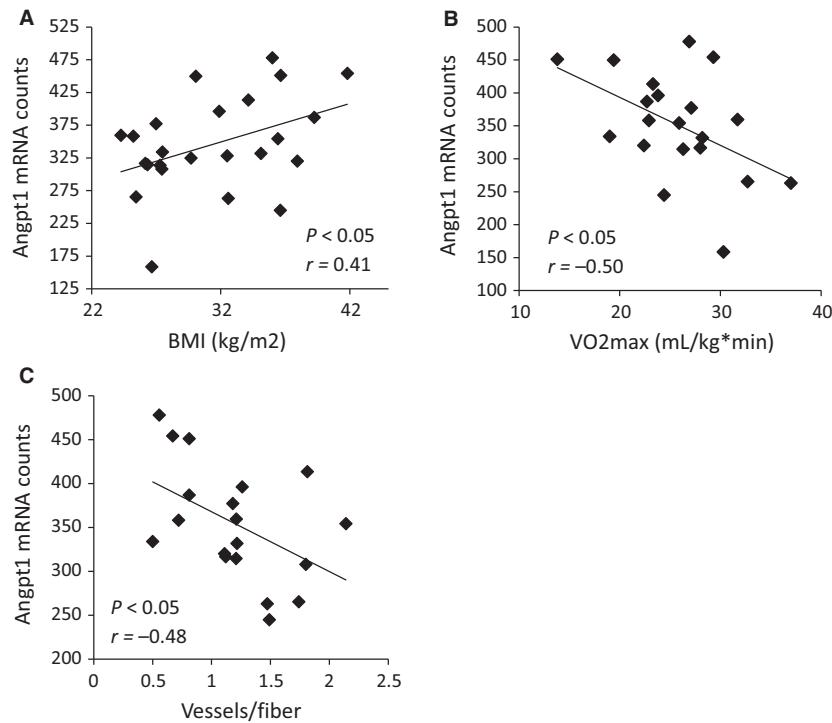 A
525
475
425
375
325
275
225
175
125
22
32
42
Angpt1 mRNA counts
BMI (kg/m2)
P < 0.05
r = 0.41
B
500
450
400
350
300
250
200
150
100
10
20
30
40
Angpt1 mRNA counts
VO2max (mL/kg*min)
P < 0.05
r = –0.50
C
500
450
400
350
300
250
200
0
0.5
1
1.5
2
2.5
Angpt1 mRNA counts
Vessels/fiber
P < 0.05
r = –0.48